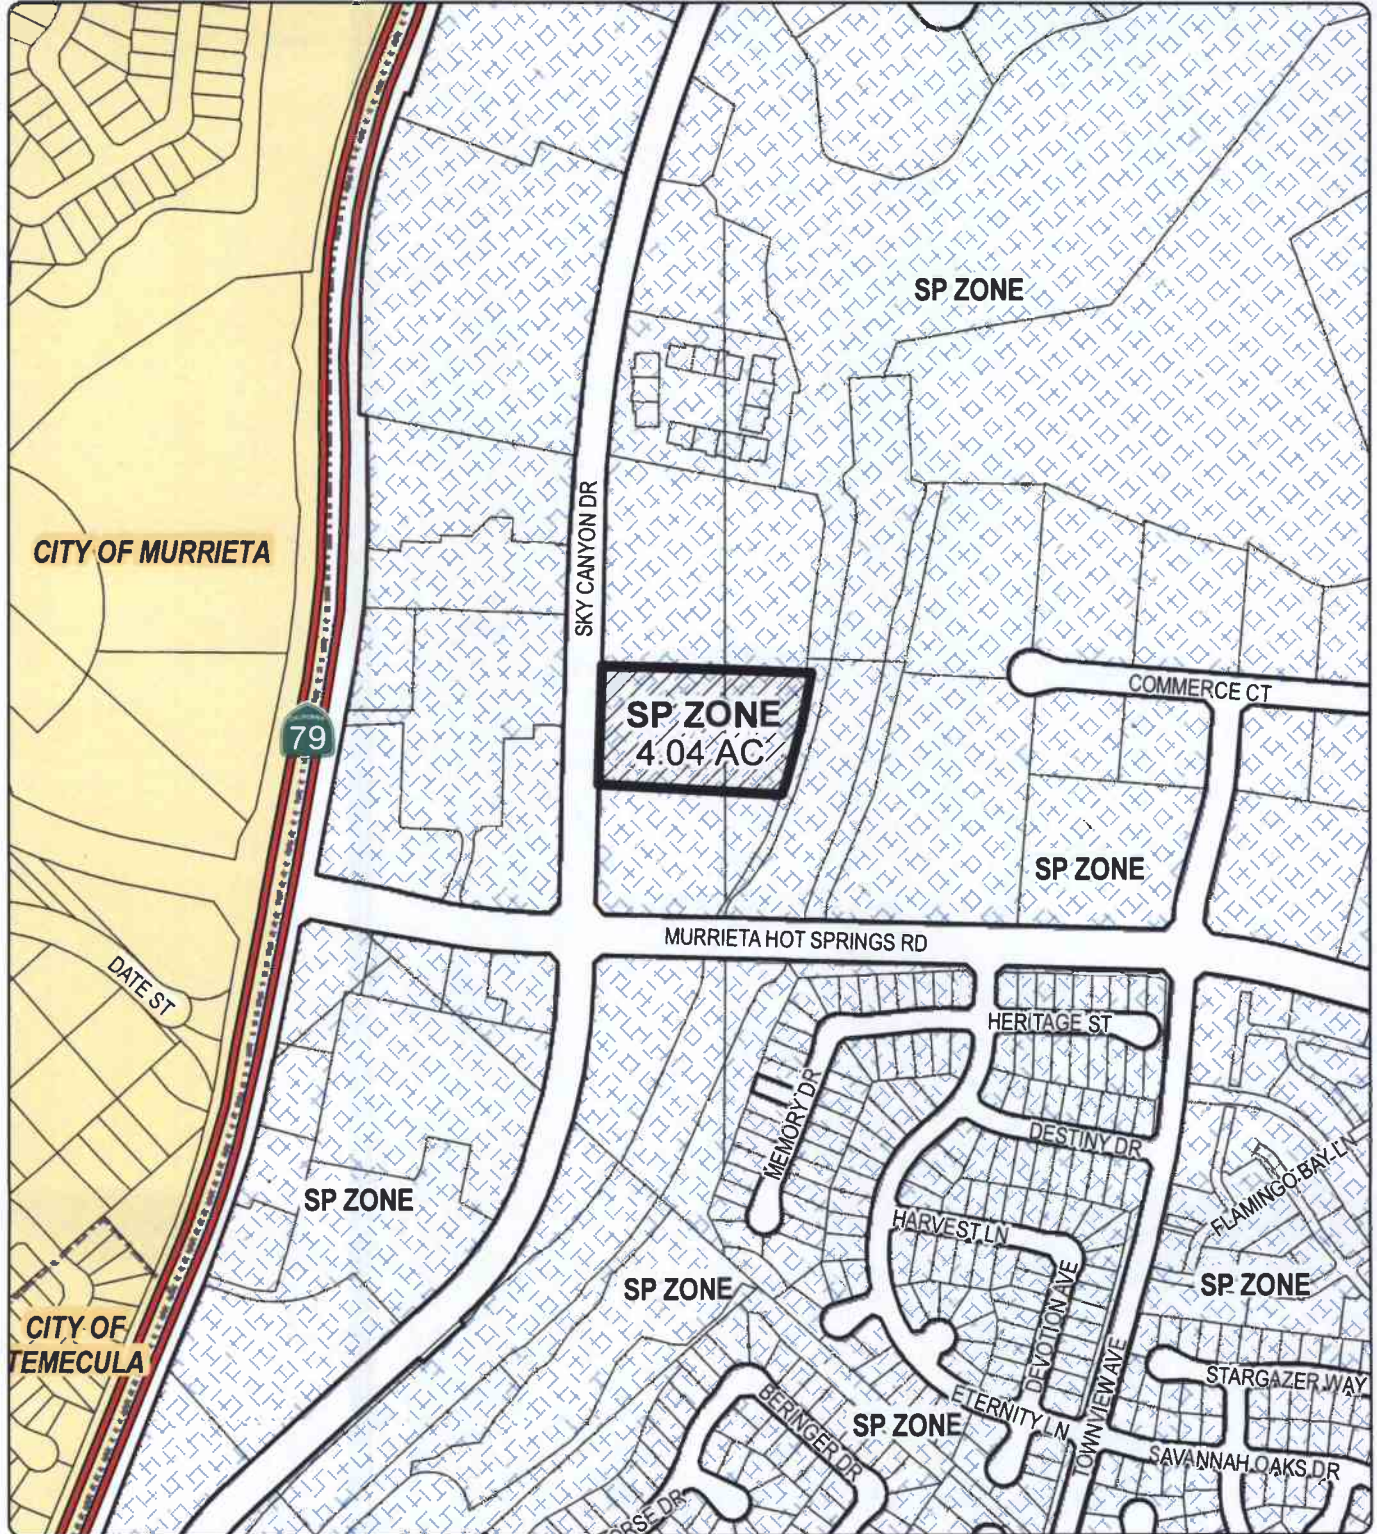 SP ZONE
CITY OF MURRIETA
SKY CANYON DR
COMMERCE CT
SP ZONE
4.04 AC
CALIFORNIA
79
SP ZONE
MURRIETA HOT SPRINGS RD
DATE ST
HERITAGE ST
MEMORY DR
DESTINY DR
FLAMINGO BAY LN
SP ZONE
HARVEST LN
SP ZONE
SP ZONE
DEVOTION AVE
CITY OF
TEMECULA
STARGAZER WAY
BERINGER DR
ETERNITY LN
SP ZONE
TOWNVIEW AVE
SAVANNAH OAKS DR
DR